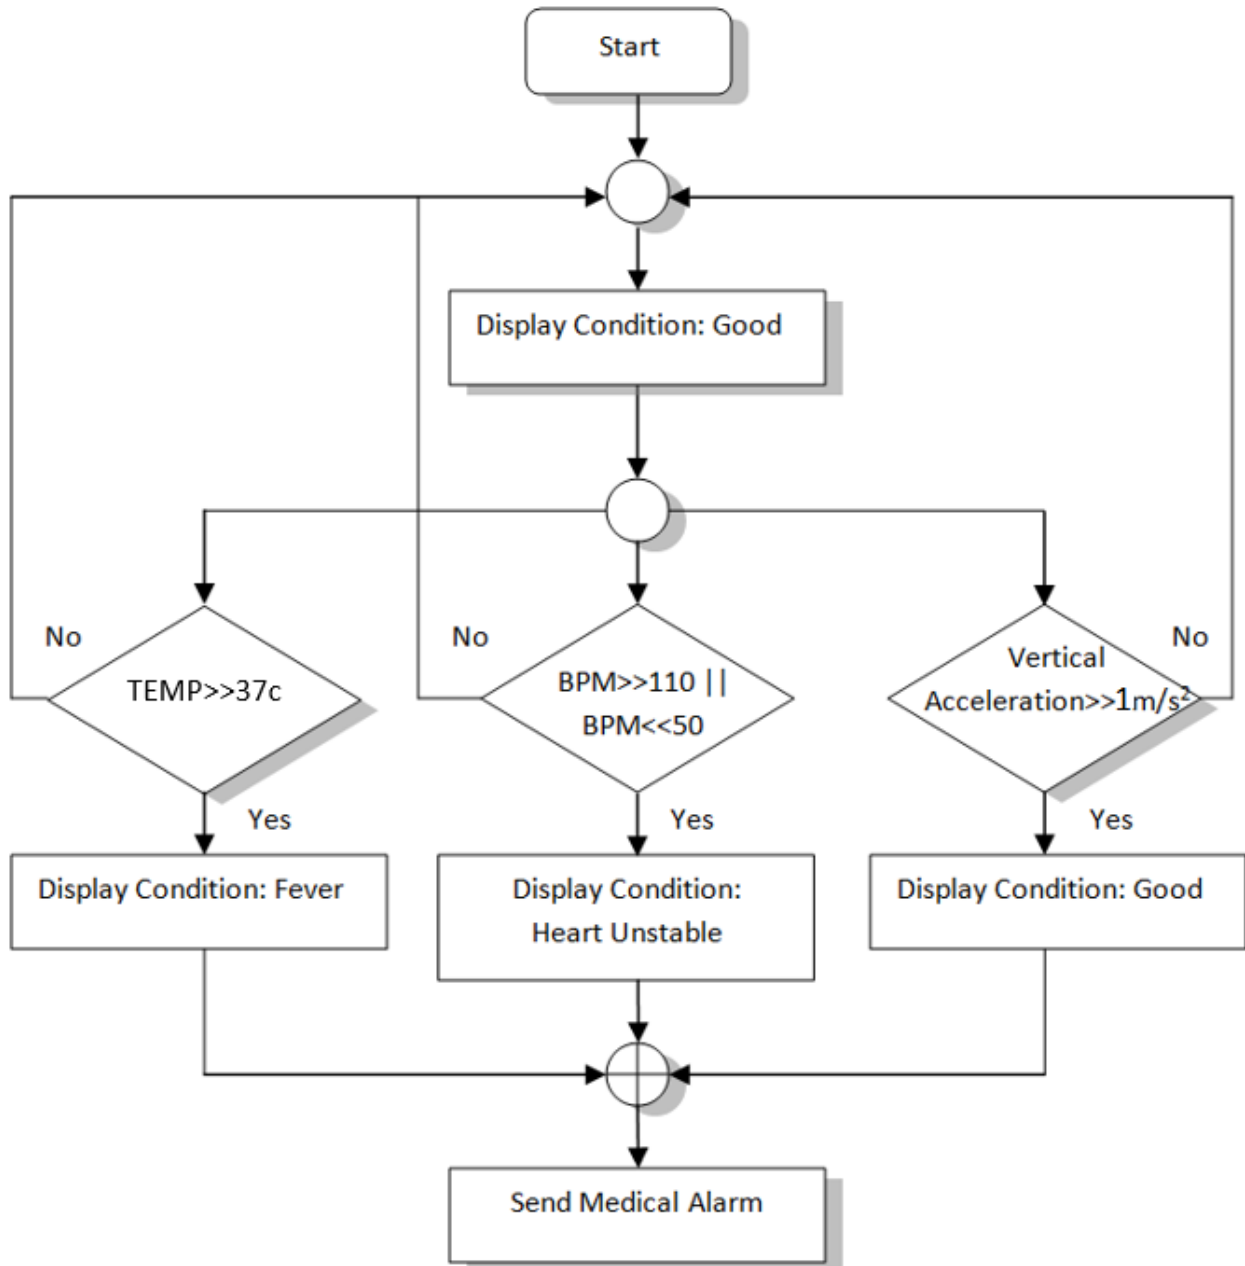 Start
Display Condition: Good
No
TEMP>>37c
Yes
Display Condition: Fever
No
BPM>>110 ||
BPM<<50
Yes
Display Condition:
Heart Unstable
No
Vertical
Acceleration>>1m/s²
Yes
Display Condition: Good
Send Medical Alarm